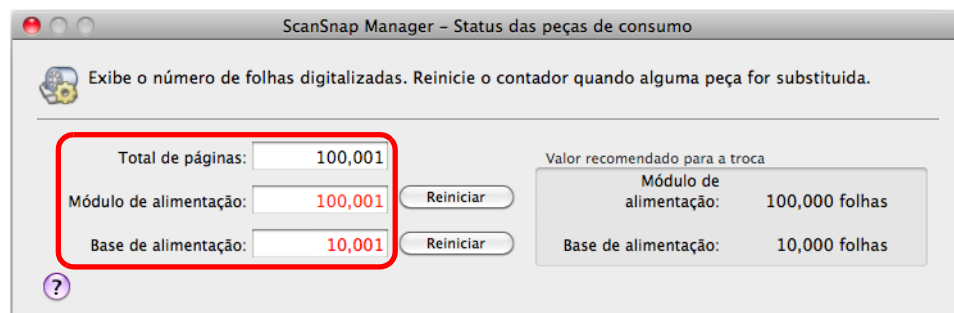 ScanSnap Manager – Status das peças de consumo
Exibe o número de folhas digitalizadas. Reinicie o contador quando alguma peça for substituida.
Total de páginas: 100,001
Módulo de alimentação: 100,001 Reiniciar
Base de alimentação: 10,001 Reiniciar
Valor recomendado para a troca
Módulo de
alimentação: 100,000 folhas
Base de alimentação: 10,000 folhas
?